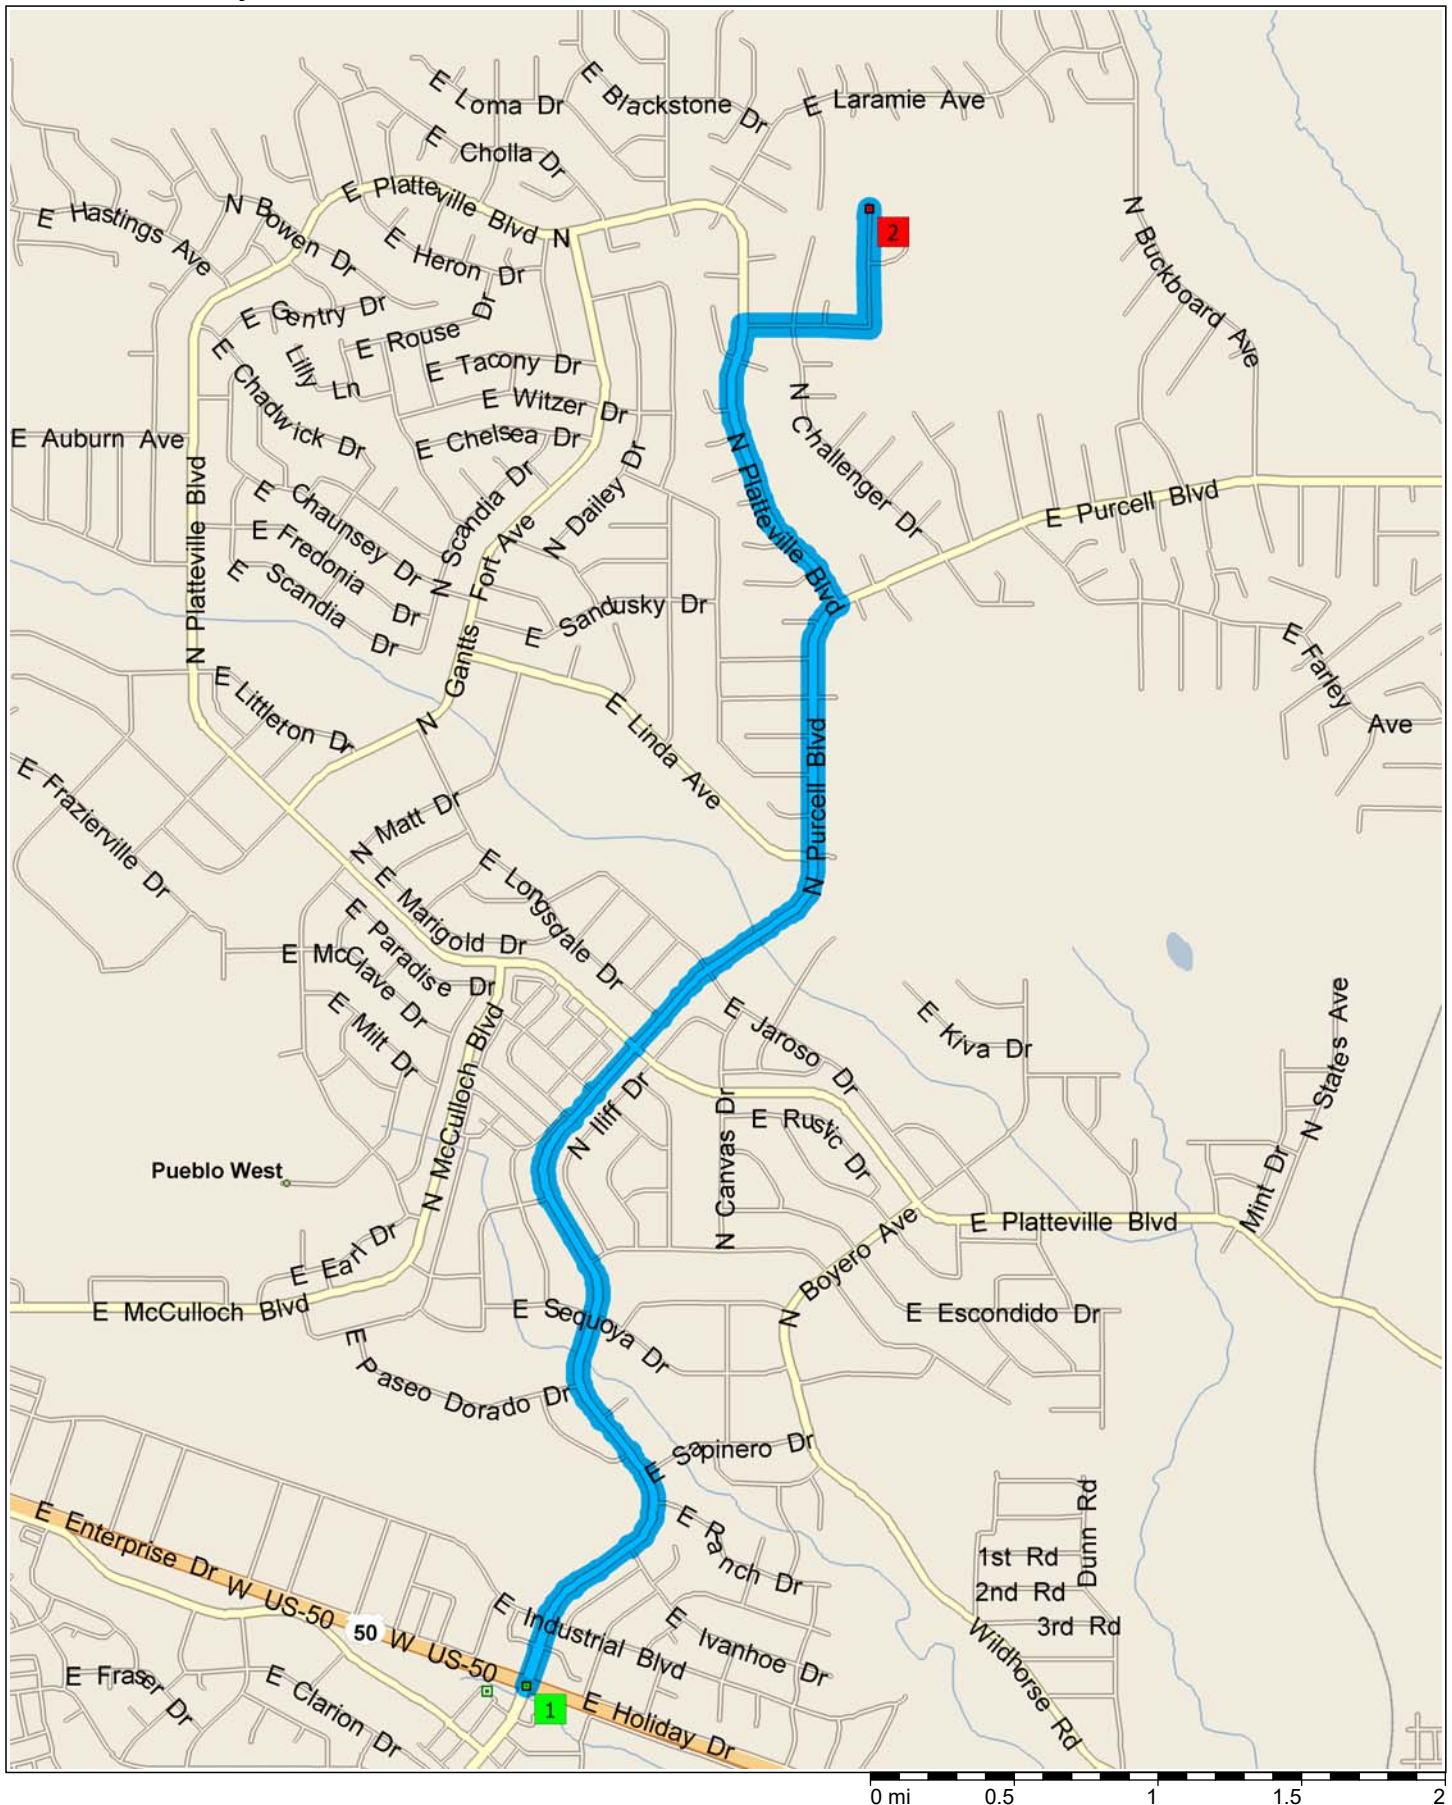 E Loma Dr
E Blackstone Dr
E Laramie Ave
E Cholla Dr
E Platteville Blvd
N
N Bowen Dr
E Hastings Ave
E Heron Dr
2
N Buckboard Ave
E Gentry Dr
E Rouse Dr
Lilly Ln
E Tacony Dr
E Chadwick Dr
E Witzer Dr
N Challenger Dr
E Auburn Ave
E Chelsea Dr
N Platteville Blvd
N Platteville Blvd
N Scandia Dr
N Dailey Dr
E Purcell Blvd
E Chaunsey Dr
E Fredonia Dr
E Scandia Dr
N Gantts Fort Ave
E Sandusky Dr
E Farley Ave
E Littleton Dr
E Linda Ave
N Purcell Blvd
E Frazierville Dr
N Matt Dr
E Longsdale Dr
E Marigold Dr
E Paradise Dr
E McClave Dr
E Milt Dr
N McCulloch Blvd
E Jaroso Dr
E Kiva Dr
N States Ave
N Iliff Dr
N Canvas Dr
E Rustic Dr
Mint Dr
Pueblo West
E Platteville Blvd
N Boyero Ave
E Earl Dr
E McCulloch Blvd
E Sequoya Dr
E Escondido Dr
E Paseo Dorado Dr
E Sapinero Dr
E Enterprise Dr
E Ranch Dr
Dunn Rd
1st Rd
2nd Rd
3rd Rd
W US-50
50
W US-50
E Industrial Blvd
E Ivanhoe Dr
Wildhorse Rd
E Fraser Dr
E Clarion Dr
1
E Holiday Dr
0 mi 0.5 1 1.5 2